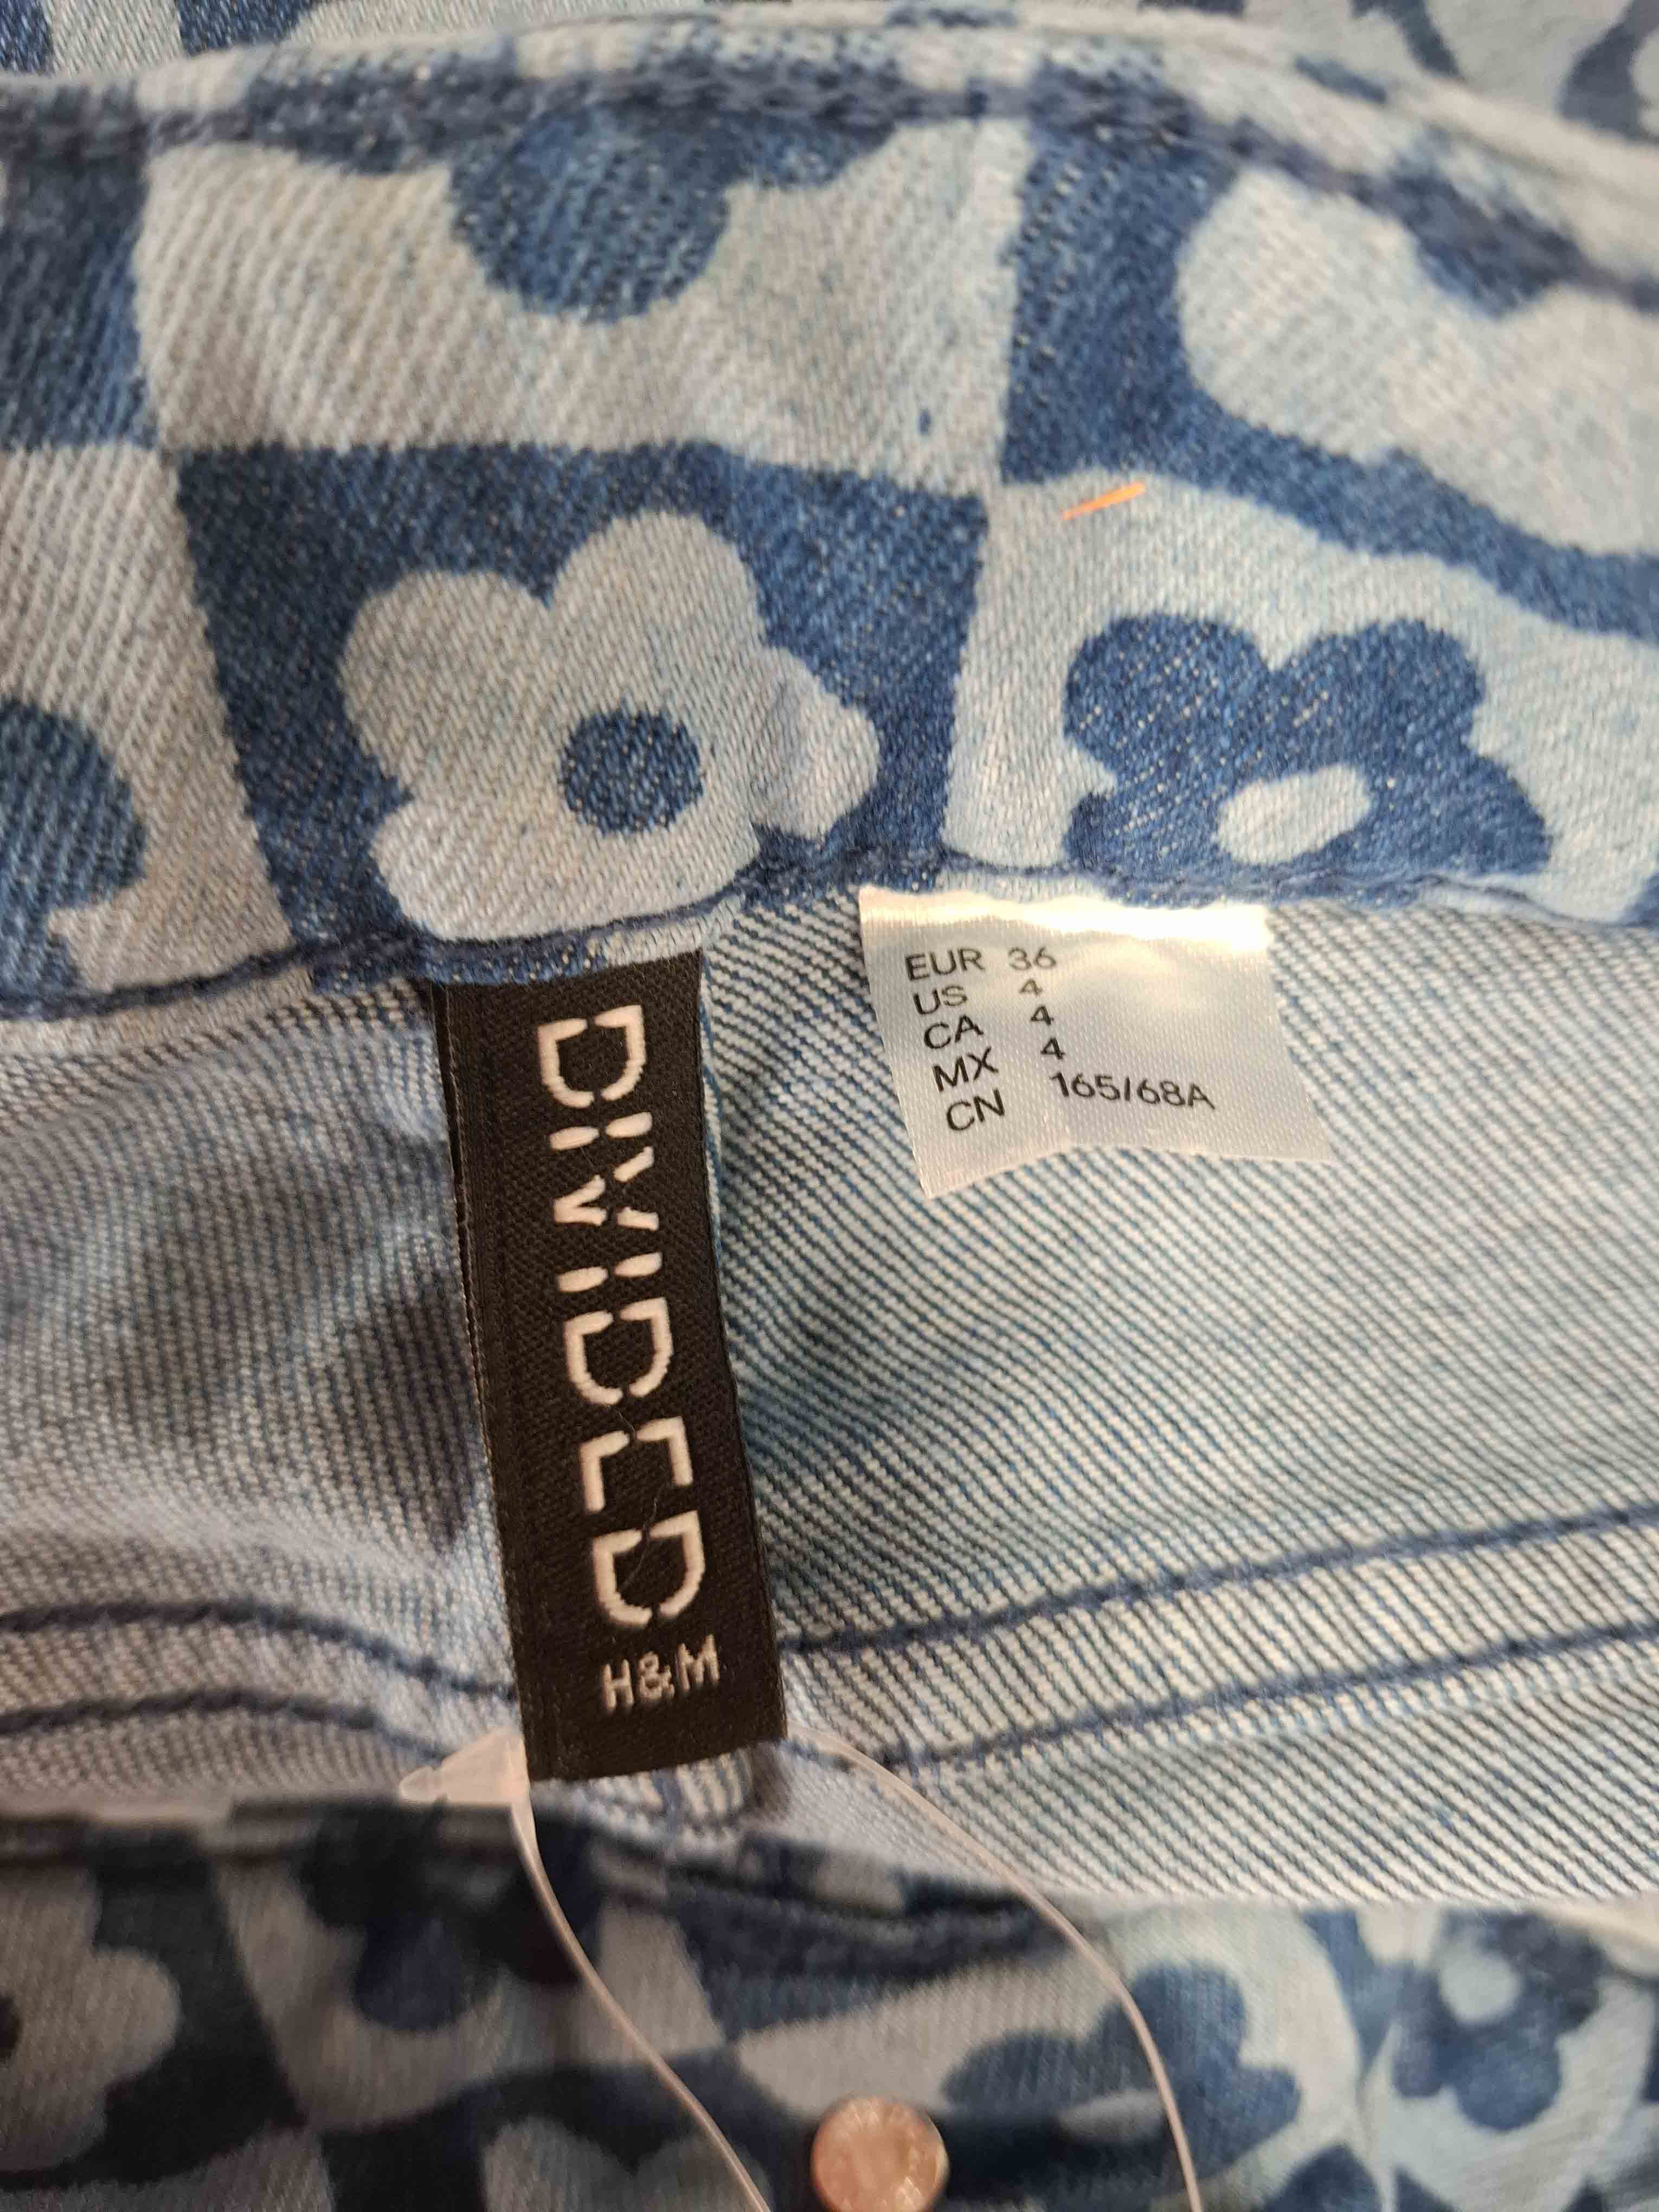 DIVIDED
H&M
EUR 36
US 4
CA 4
MX 4
CN 165/68A